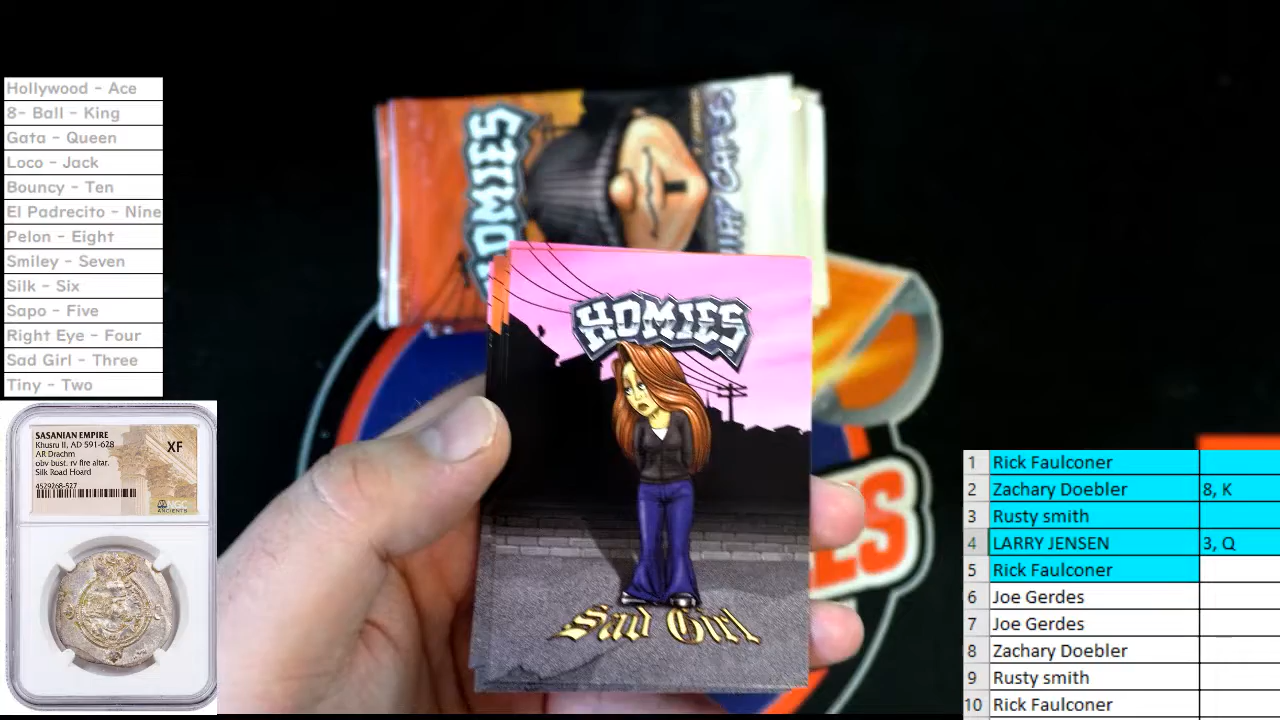 Hollywood - Ace
8- Ball - King
Gata - Queen
Loco - Jack
Bouncy - Ten
El Padrecito - Nine
Pelon - Eight
Smiley - Seven
Silk - Six
Sapo - Five
Right Eye - Four
Sad Girl - Three
Tiny - Two
SASANIAN EMPIRE
Khusru II, AD 591-628
AR Drachm
obv bust. rv fire altar.
Silk Road Hoard
4529268-527
XF
NGC
ANCIENTS
HOMIES
HOMIES
Sad Girl
1 Rick Faulconer
2 Zachary Doebler 8, K
3 Rusty smith
4 LARRY JENSEN 3, Q
5 Rick Faulconer
6 Joe Gerdes
7 Joe Gerdes
8 Zachary Doebler
9 Rusty smith
10 Rick Faulconer